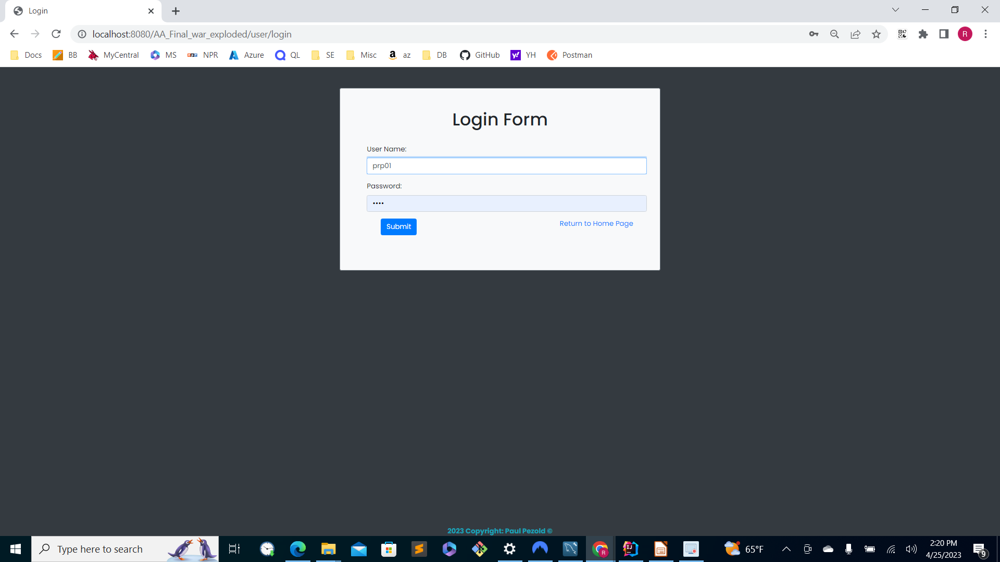 Login
localhost:8080/AA_Final_war_exploded/user/login
R
Docs BB MyCentral MS npr NPR Azure QL SE Misc a az DB GitHub y! YH Postman
Login Form
User Name:
prp01
Password:
••••
Submit Return to Home Page
2023 Copyright: Paul Pezold ©
Type here to search
R
IJ
65°F
2:20 PM
4/25/2023
9